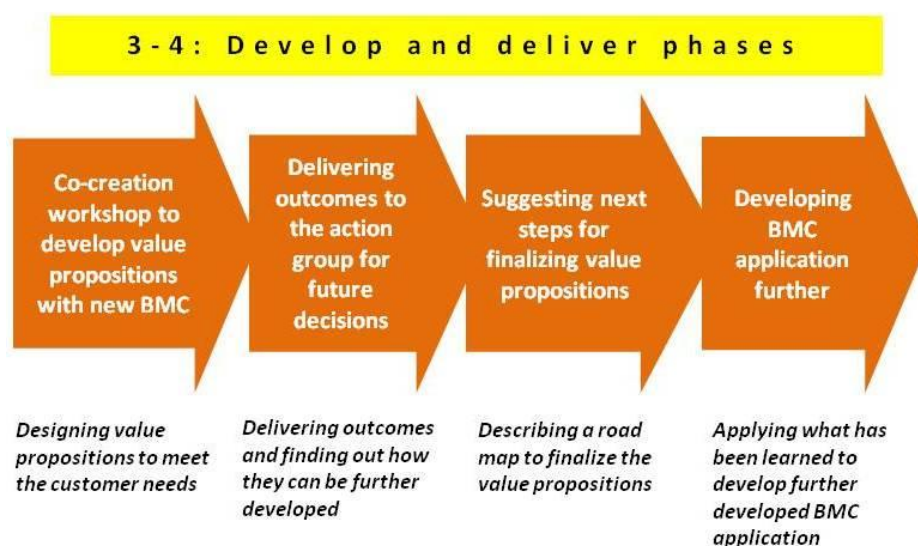 3-4: Develop and deliver phases
Co-creation
workshop to
develop value
propositions
with new BMC
Delivering
outcomes to
the action
group for
future
decisions
Suggesting next
steps for
finalizing value
propositions
Developing
BMC
application
further
Designing value
propositions to meet
the customer needs
Delivering outcomes
and finding out how
they can be further
developed
Describing a road
map to finalize the
value propositions
Applying what has
been learned to
develop further
developed BMC
application